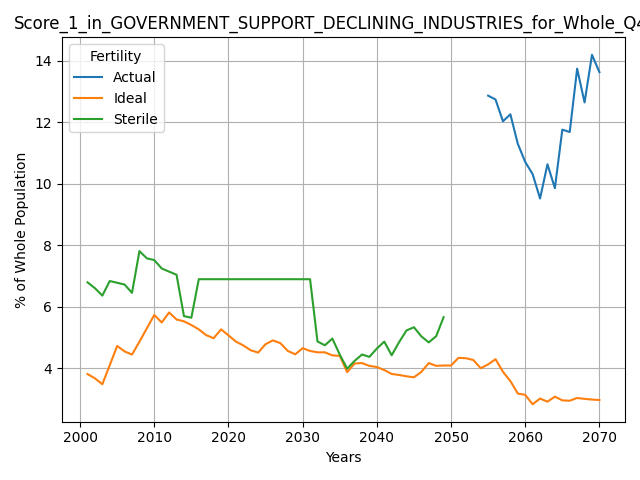 Score_1_in_GOVERNMENT_SUPPORT_DECLINING_INDUSTRIES_for_Whole_Q4
Fertility
Actual
Ideal
Sterile
% of Whole Population
14
12
10
8
6
4
2000 2010 2020 2030 2040 2050 2060 2070
Years